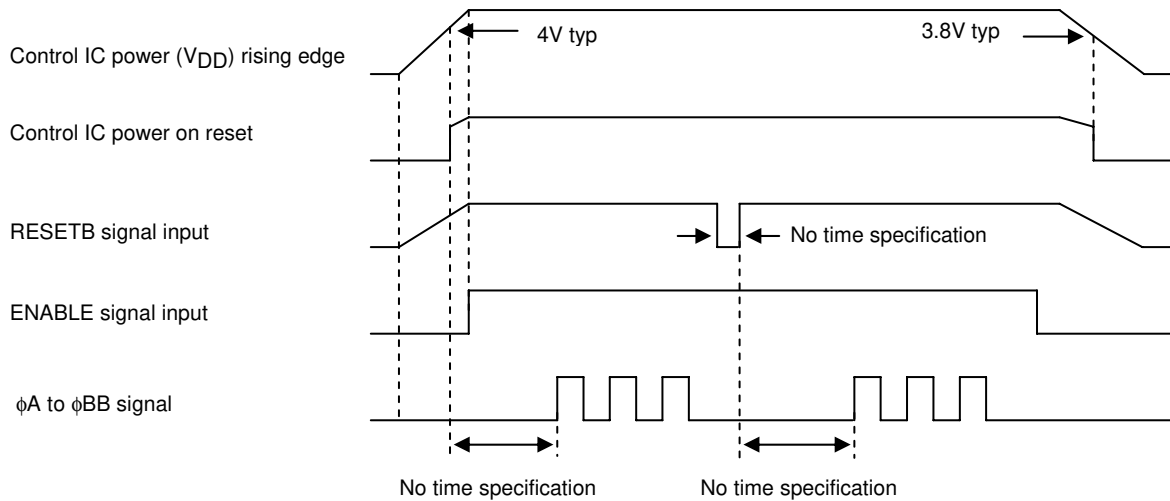 4V typ
3.8V typ
Control IC power (VDD) rising edge
Control IC power on reset
RESETB signal input
No time specification
ENABLE signal input
ϕA to ϕBB signal
No time specification
No time specification